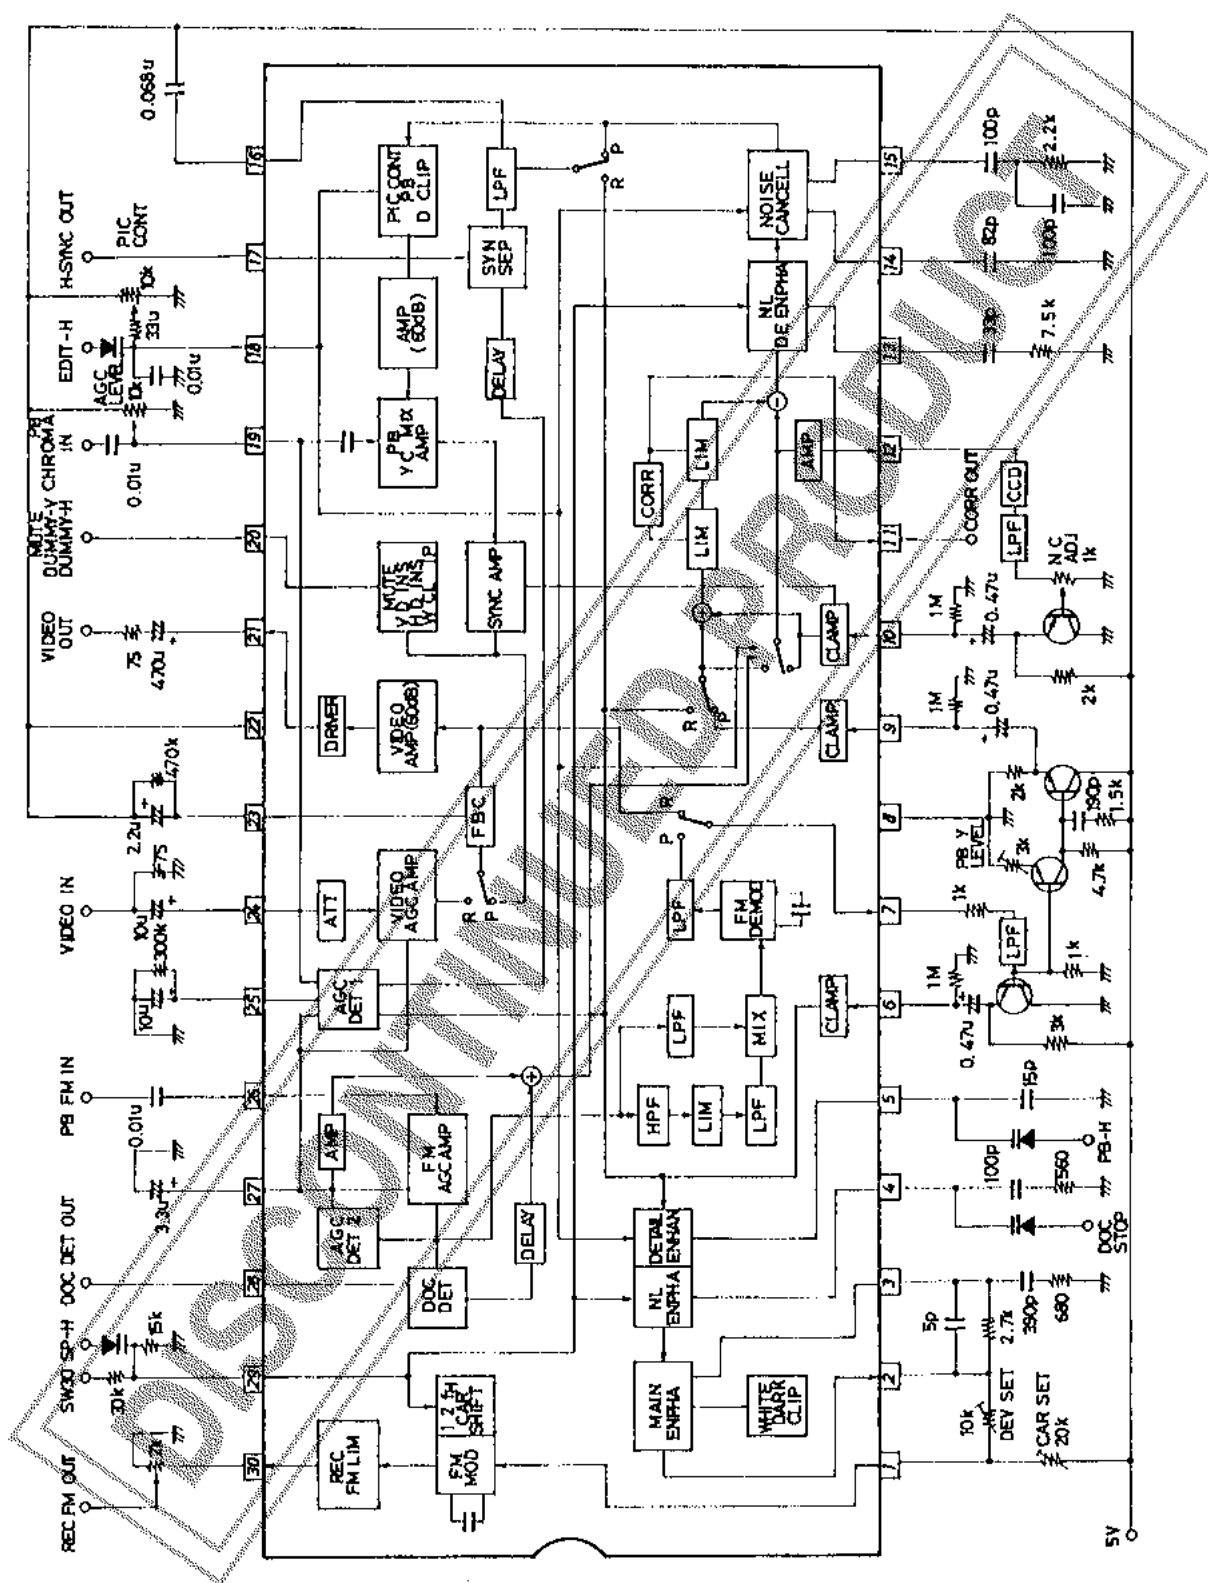 REC FM OUT
SW30
SP-H
DOC DET OUT
PB FM IN
VIDEO IN
VIDEO
OUT
MUTE
DUMMY-V
DUMMY-H
PB
CHROMA
IN
EDIT-H
H-SYNC OUT
AGC
LEVEL
PIC
CONT
2k
30k
15k
3.3u
0.01u
10u
300k
10u
75
2.2u
470k
75
470u
0.01u
10k
0.01u
33u
10k
0.068u
30
29
28
27
26
25
24
23
22
21
20
19
18
17
16
REC
FM LIM
FM
MOD
1/2 fH
CAR
SHIFT
DOC
DET
AGC
DET 2
AMP
FM
AGC AMP
DELAY
AGC
DET 1
ATT
VIDEO
AGC AMP
R
P
FBC
DRIVER
VIDEO
AMP(60dB)
MUTE
V D INS
H D INS
W CLIP
SYNC AMP
PB
YC MIX
AMP
AMP
(60dB)
PIC CONT
PB
D CLIP
DELAY
SYN
SEP
LPF
R
P
MAIN
ENPHA
WHITE
DARK
CLIP
NL
ENPHA
DETAIL
ENHAN
HPF
LIM
LPF
LPF
MIX
FM
DEMOD
LPF
P
R
R
P
CLAMP
CLAMP
CLAMP
LIM
LIM
CORR
AMP
NL
DE ENPHA
NOISE
CANCELL
1
2
3
4
5
6
7
8
9
10
11
12
13
14
15
10k
DEV SET
CAR SET
20k
5p
2.7k
390p
680
DOC
STOP
100p
560
PB-H
15p
0.47u
1M
3k
LPF
1k
1k
PB Y
LEVEL
3k
4.7k
2k
190p
1.5k
1M
0.47u
2k
1M
0.47u
N C
ADJ
1k
LPF
CCD
CORR OUT
33p
7.5k
82p
100p
100p
2.2k
5V
DISCONTINUED PRODUCT